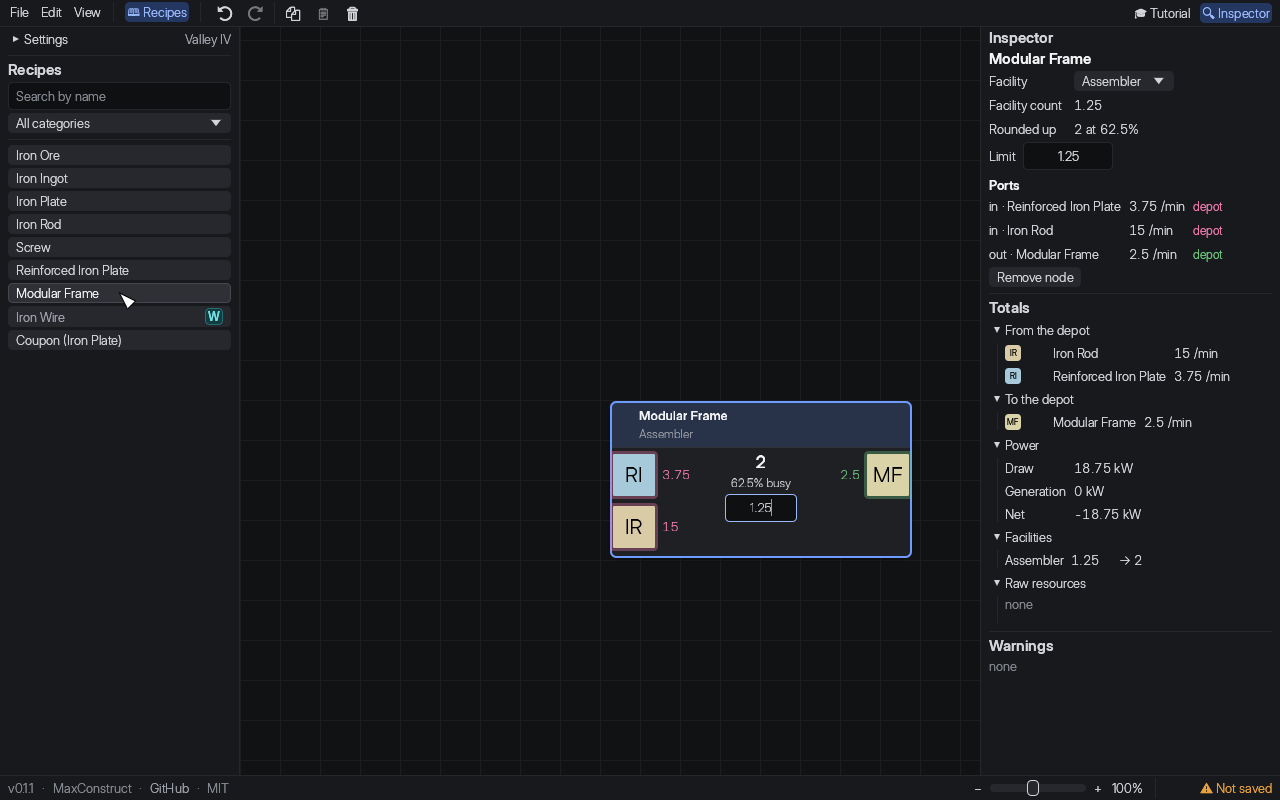 File Edit View Recipes Tutorial Inspector
Settings Valley IV
Recipes
Search by name
All categories
Iron Ore
Iron Ingot
Iron Plate
Iron Rod
Screw
Reinforced Iron Plate
Modular Frame
Iron Wire W
Coupon (Iron Plate)
Modular Frame
Assembler
RI 3.75 2 2.5 MF
62.5% busy
1.25
IR 15
Inspector
Modular Frame
Facility Assembler
Facility count 1.25
Rounded up 2 at 62.5%
Limit 1.25
Ports
in · Reinforced Iron Plate 3.75 /min depot
in · Iron Rod 15 /min depot
out · Modular Frame 2.5 /min depot
Remove node
Totals
From the depot
IR Iron Rod 15 /min
RI Reinforced Iron Plate 3.75 /min
To the depot
MF Modular Frame 2.5 /min
Power
Draw 18.75 kW
Generation 0 kW
Net -18.75 kW
Facilities
Assembler 1.25 → 2
Raw resources
none
Warnings
none
v0.1.1 · MaxConstruct · GitHub · MIT − + 100% Not saved